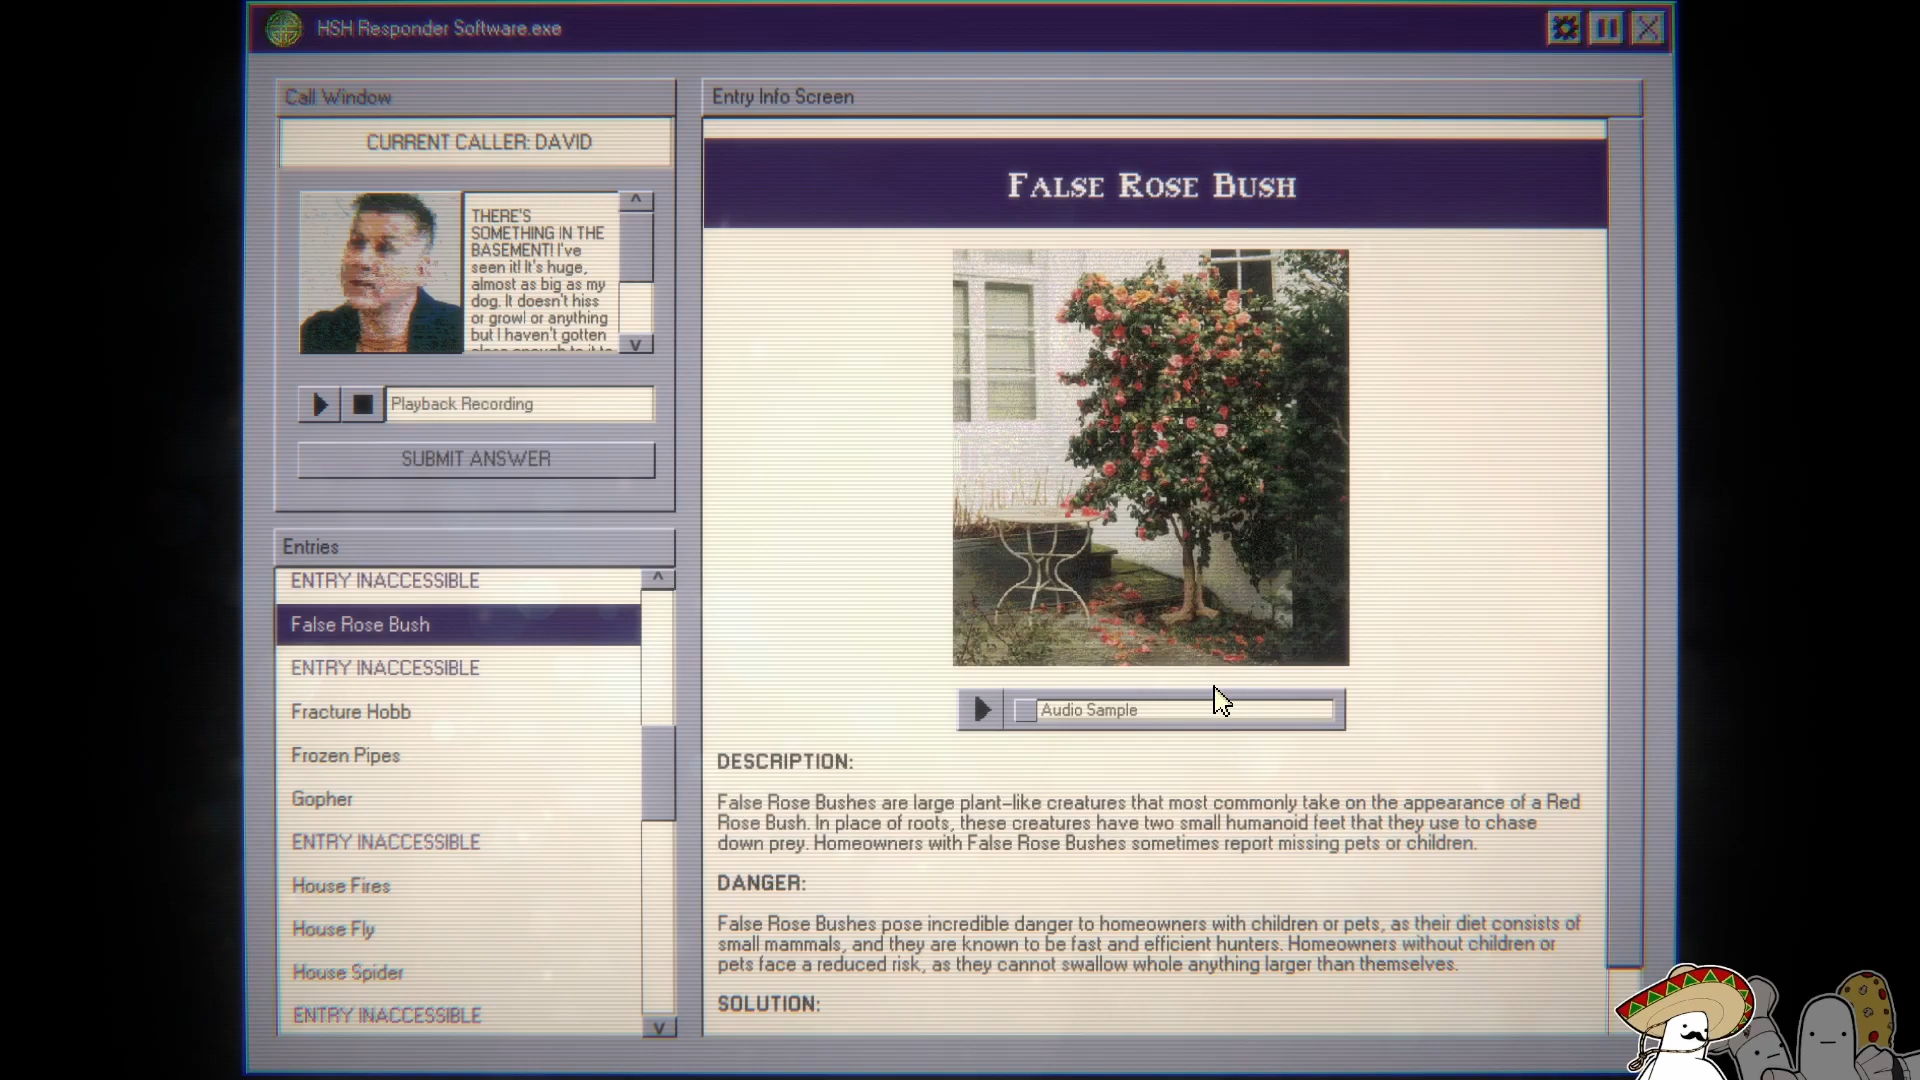 HSH Responder Software.exe
Call Window
CURRENT CALLER: DAVID
THERE'S
SOMETHING IN THE
BASEMENT! I've
seen it! It's huge,
almost as big as my
dog. It doesn't hiss
or growl or anything
but I haven't gotten
Playback Recording
SUBMIT ANSWER
Entries
ENTRY INACCESSIBLE
False Rose Bush
ENTRY INACCESSIBLE
Fracture Hobb
Frozen Pipes
Gopher
ENTRY INACCESSIBLE
House Fires
House Fly
House Spider
ENTRY INACCESSIBLE
Entry Info Screen
FALSE ROSE BUSH
Audio Sample
DESCRIPTION:
False Rose Bushes are large plant-like creatures that most commonly take on the appearance of a Red
Rose Bush. In place of roots, these creatures have two small humanoid feet that they use to chase
down prey. Homeowners with False Rose Bushes sometimes report missing pets or children.
DANGER:
False Rose Bushes pose incredible danger to homeowners with children or pets, as their diet consists of
small mammals, and they are known to be fast and efficient hunters. Homeowners without children or
pets face a reduced risk, as they cannot swallow whole anything larger than themselves.
SOLUTION: